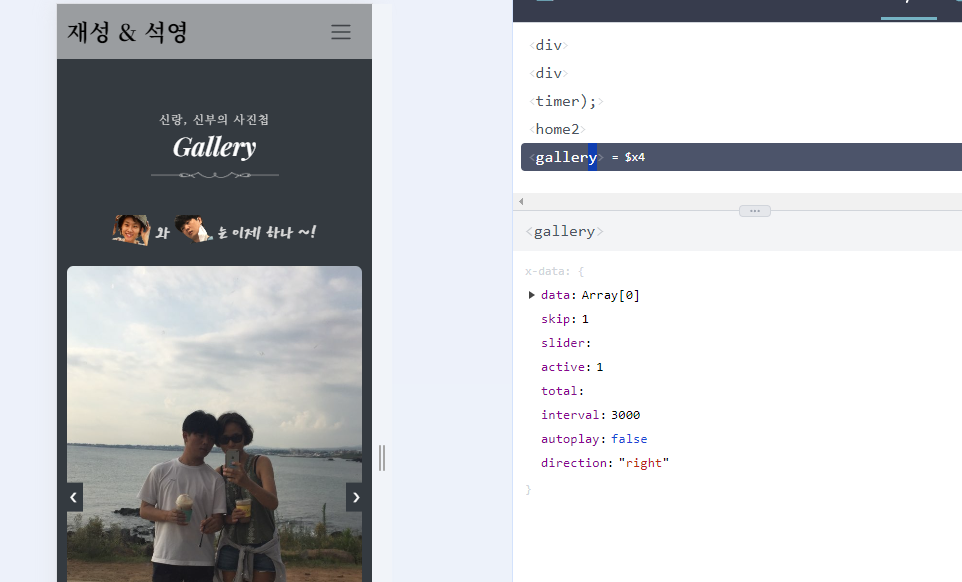 재성 & 석영
신랑, 신부의 사진첩
Gallery
와 는 이제 하나 ~!
<div>
<div>
<timer);>
<home2>
<gallery> = $x4
<gallery>
x-data: {
data: Array[0]
skip: 1
slider:
active: 1
total:
interval: 3000
autoplay: false
direction: "right"
}